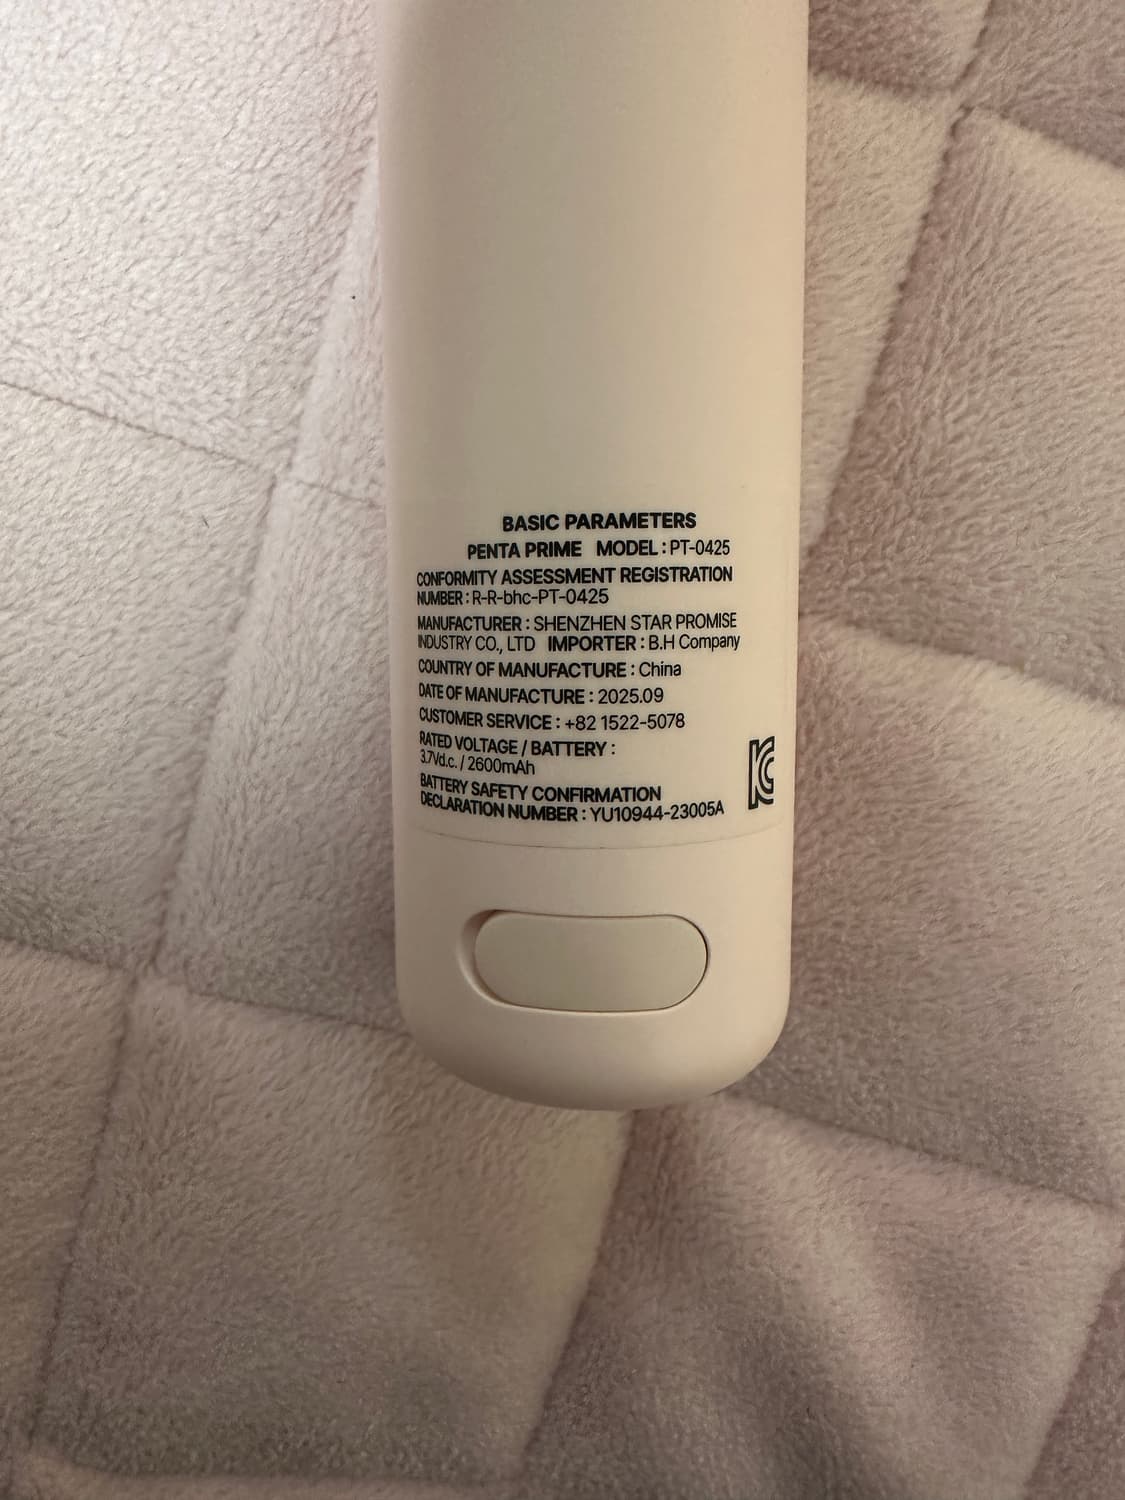 BASIC PARAMETERS
PENTA PRIME MODEL : PT-0425
CONFORMITY ASSESSMENT REGISTRATION
NUMBER : R-R-bhc-PT-0425
MANUFACTURER : SHENZHEN STAR PROMISE
INDUSTRY CO., LTD IMPORTER : B.H Company
COUNTRY OF MANUFACTURE : China
DATE OF MANUFACTURE : 2025.09
CUSTOMER SERVICE : +82 1522-5078
RATED VOLTAGE / BATTERY :
3.7Vd.c. / 2600mAh
BATTERY SAFETY CONFIRMATION
DECLARATION NUMBER : YU10944-23005A
KC